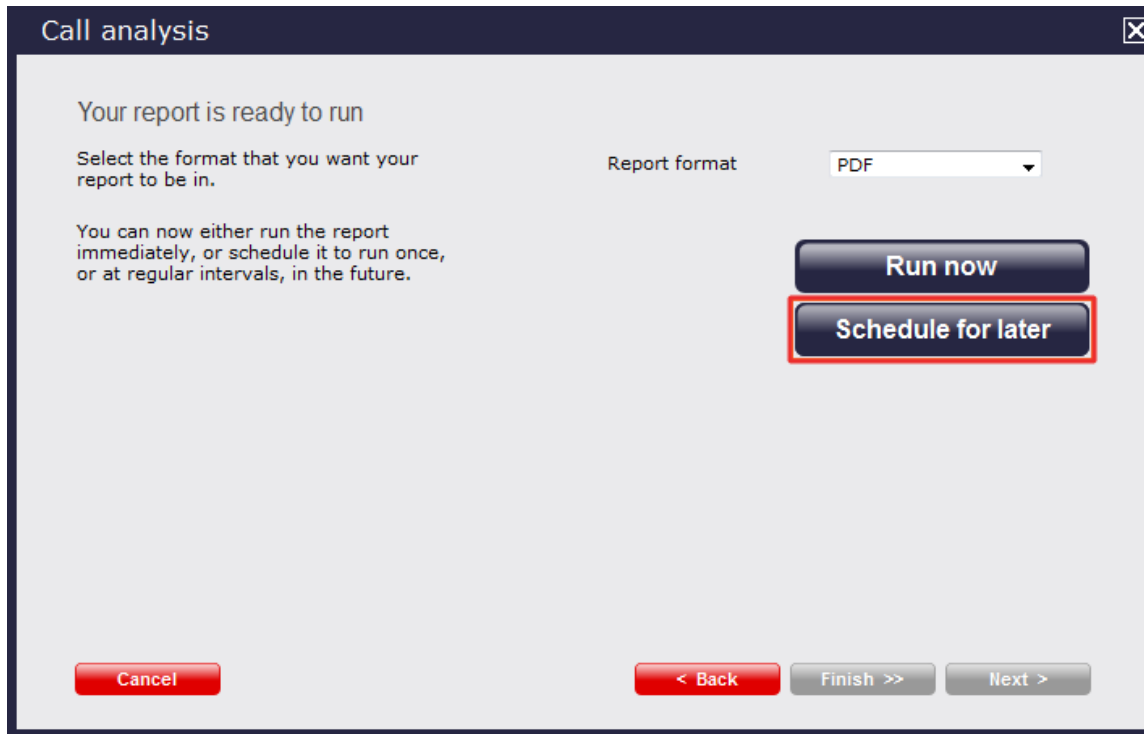 Call analysis
Your report is ready to run
Select the format that you want your
report to be in.
Report format
PDF
You can now either run the report
immediately, or schedule it to run once,
or at regular intervals, in the future.
Run now
Schedule for later
Cancel
< Back
Finish >>
Next >